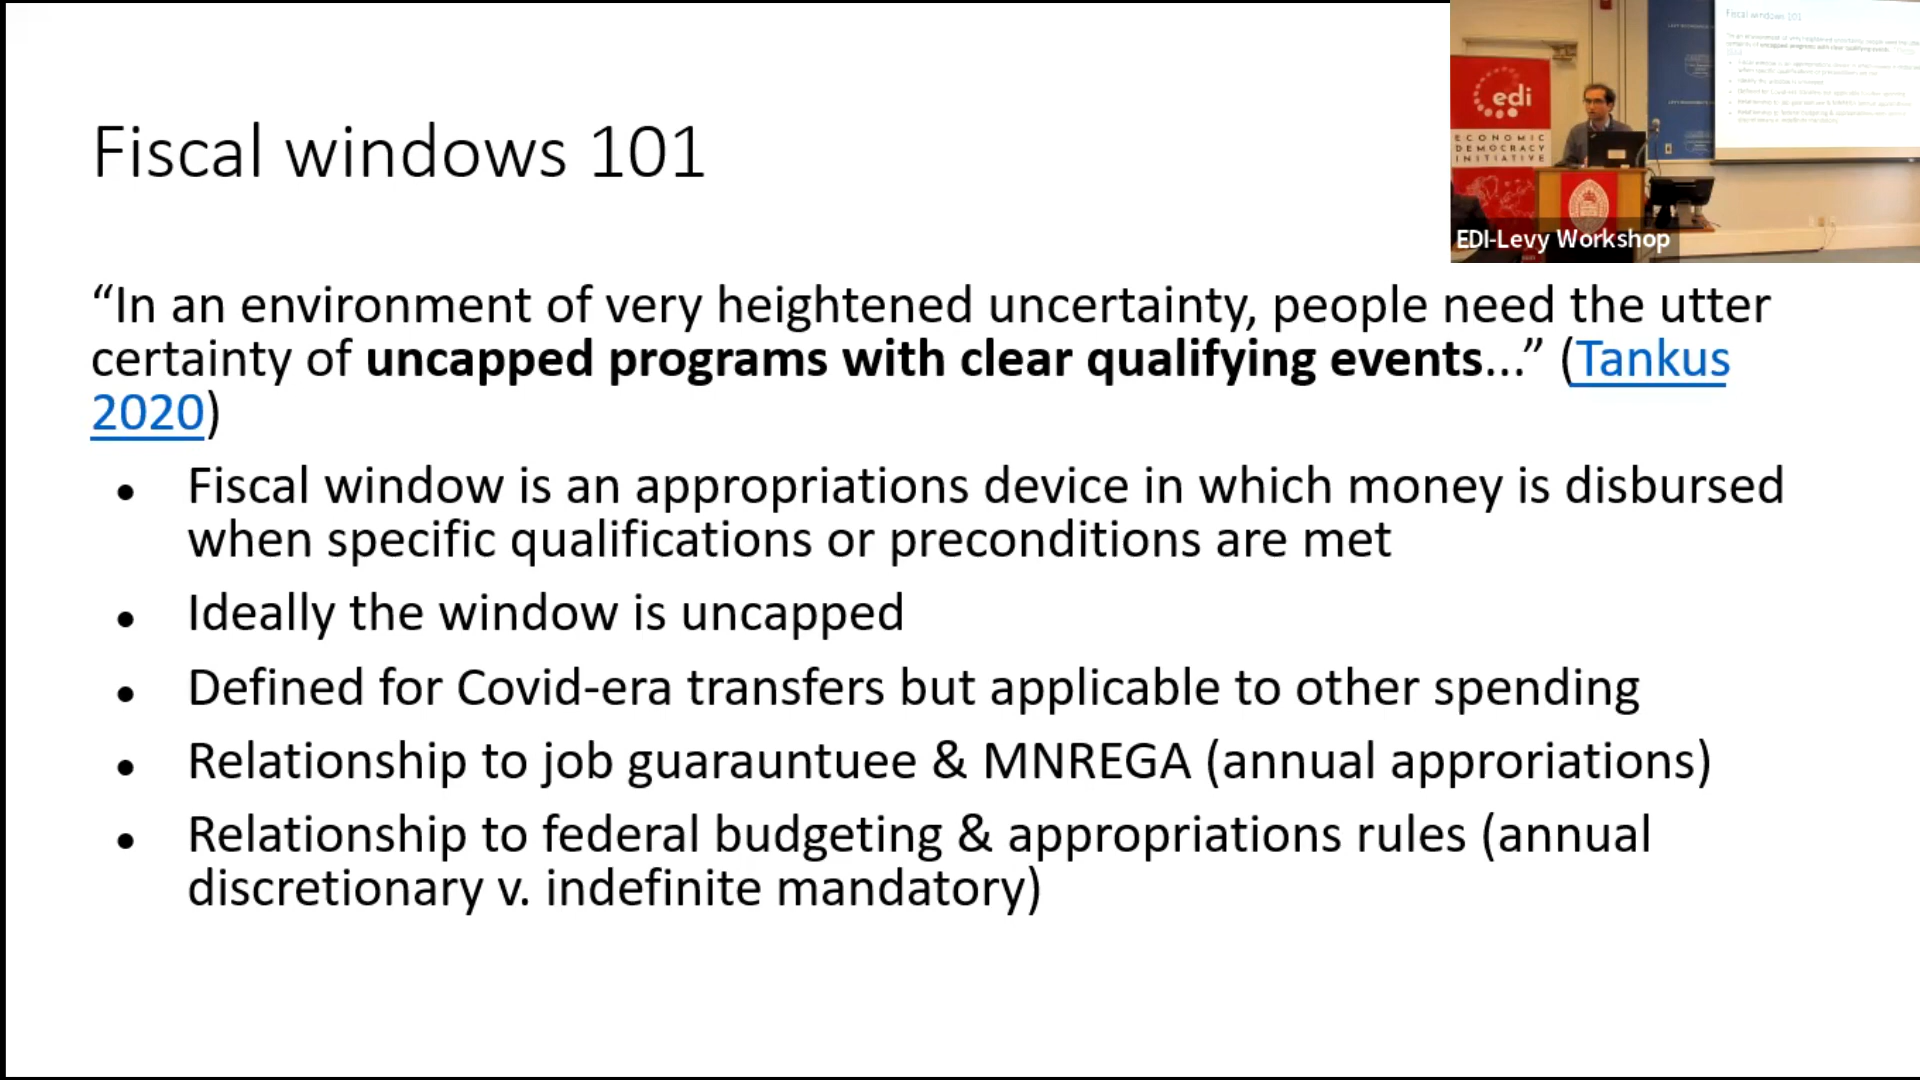 Fiscal windows 101
“In an environment of very heightened uncertainty, people need the utter
certainty of uncapped programs with clear qualifying events...” (Tankus
2020)
• Fiscal window is an appropriations device in which money is disbursed
when specific qualifications or preconditions are met
• Ideally the window is uncapped
• Defined for Covid-era transfers but applicable to other spending
• Relationship to job guarauntuee & MNREGA (annual approriations)
• Relationship to federal budgeting & appropriations rules (annual
discretionary v. indefinite mandatory)
edi
ECONOMIC
DEMOCRACY
INITIATIVE
Fiscal windows 101
EDI-Levy Workshop